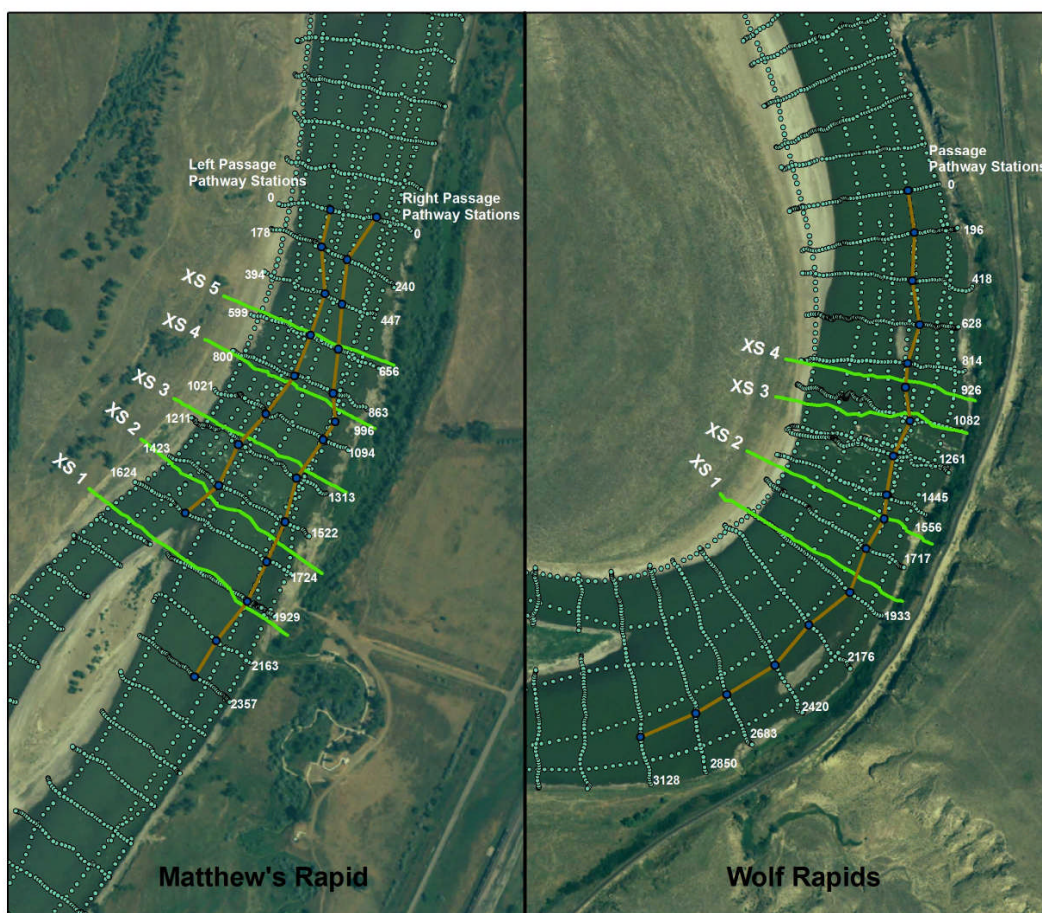 Left Passage
Pathway Stations
0
Right Passage
Pathway Stations
0
178
240
394
447
XS 5
599
656
XS 4
800
863
1021
996
XS 3
1211
1094
XS 2
1423
1313
XS 1
1624
1522
1724
1929
2163
2357
Matthew's Rapid
Passage
Pathway Stations
0
196
418
628
814
XS 4
926
XS 3
1082
1261
XS 2
1445
1556
XS 1
1717
1933
2176
2420
2683
2850
3128
Wolf Rapids